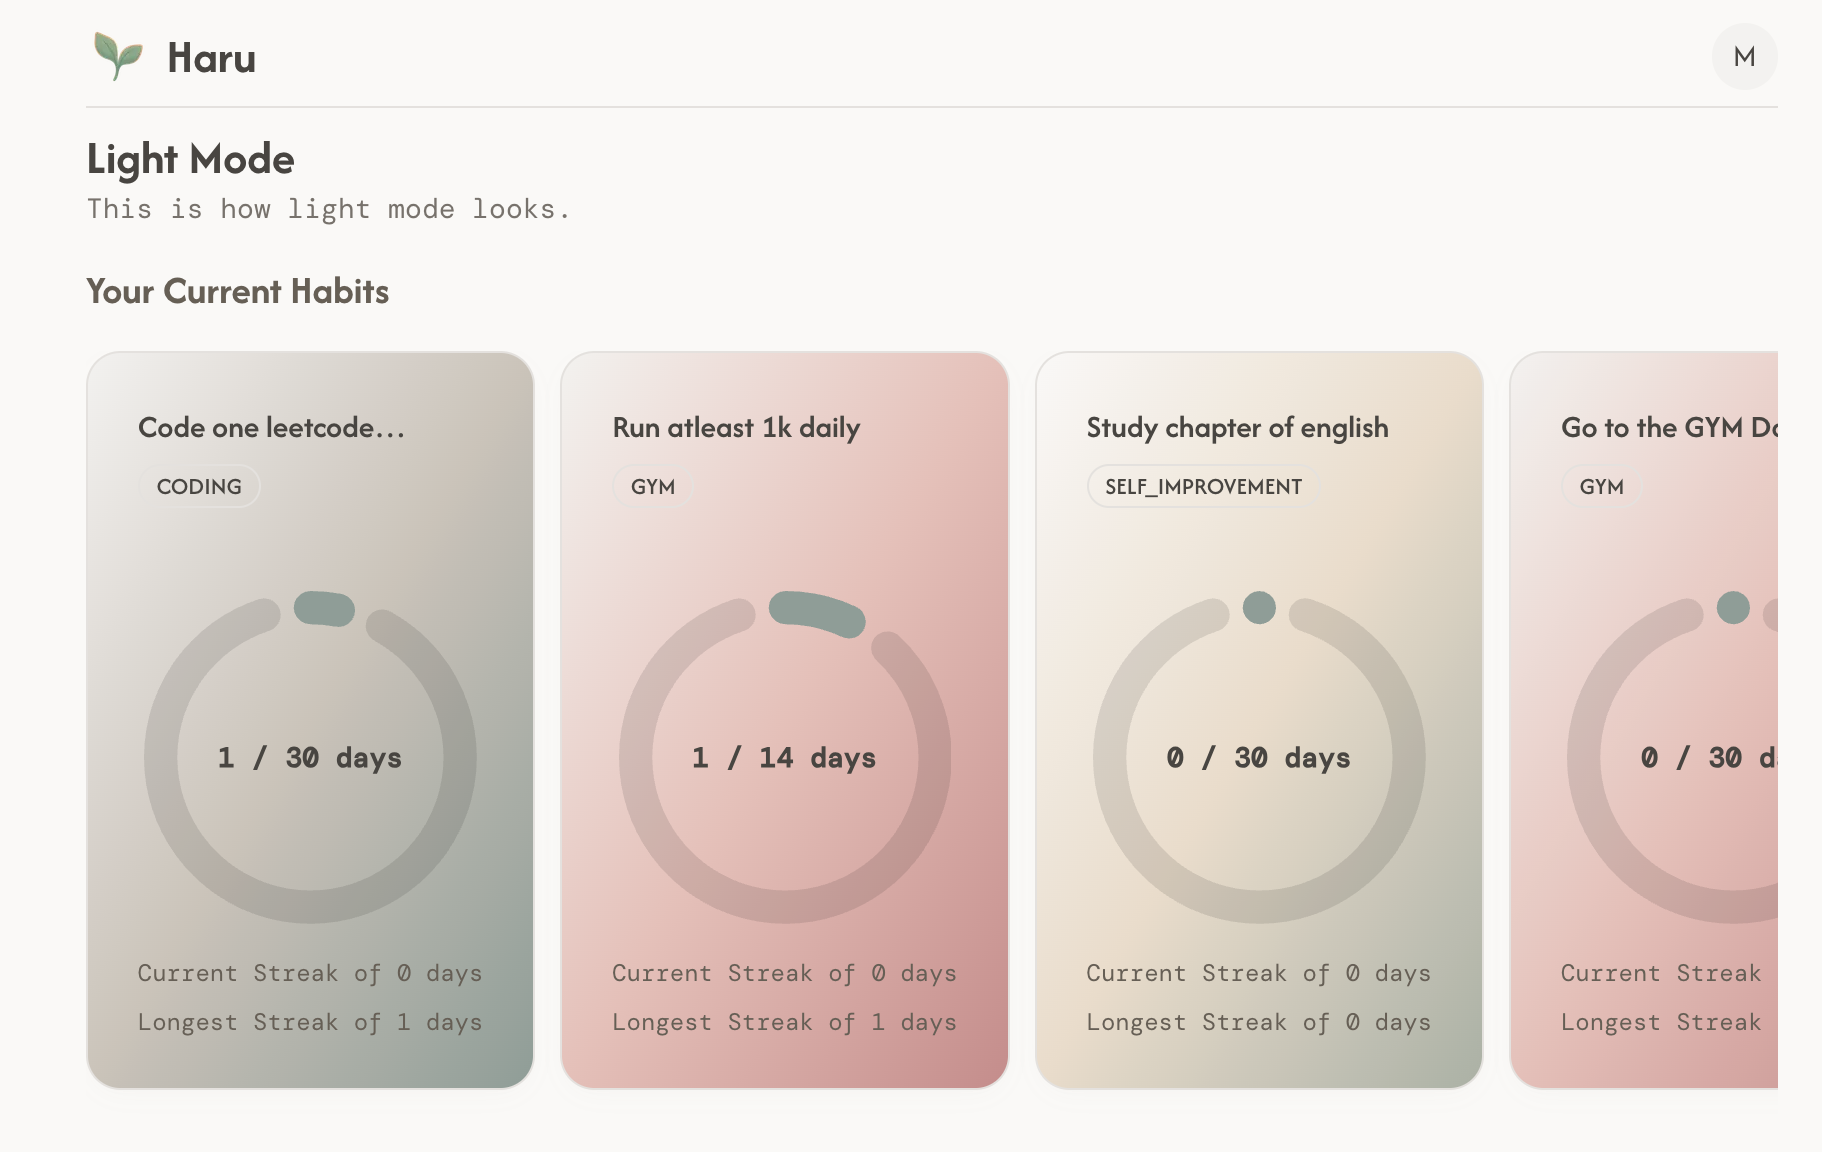 Haru
M
Light Mode
This is how light mode looks.
Your Current Habits
Code one leetcode...
CODING
1 / 30 days
Current Streak of 0 days
Longest Streak of 1 days
Run atleast 1k daily
GYM
1 / 14 days
Current Streak of 0 days
Longest Streak of 1 days
Study chapter of english
SELF_IMPROVEMENT
0 / 30 days
Current Streak of 0 days
Longest Streak of 0 days
Go to the GYM
GYM
0 / 30
Current Streak
Longest Streak